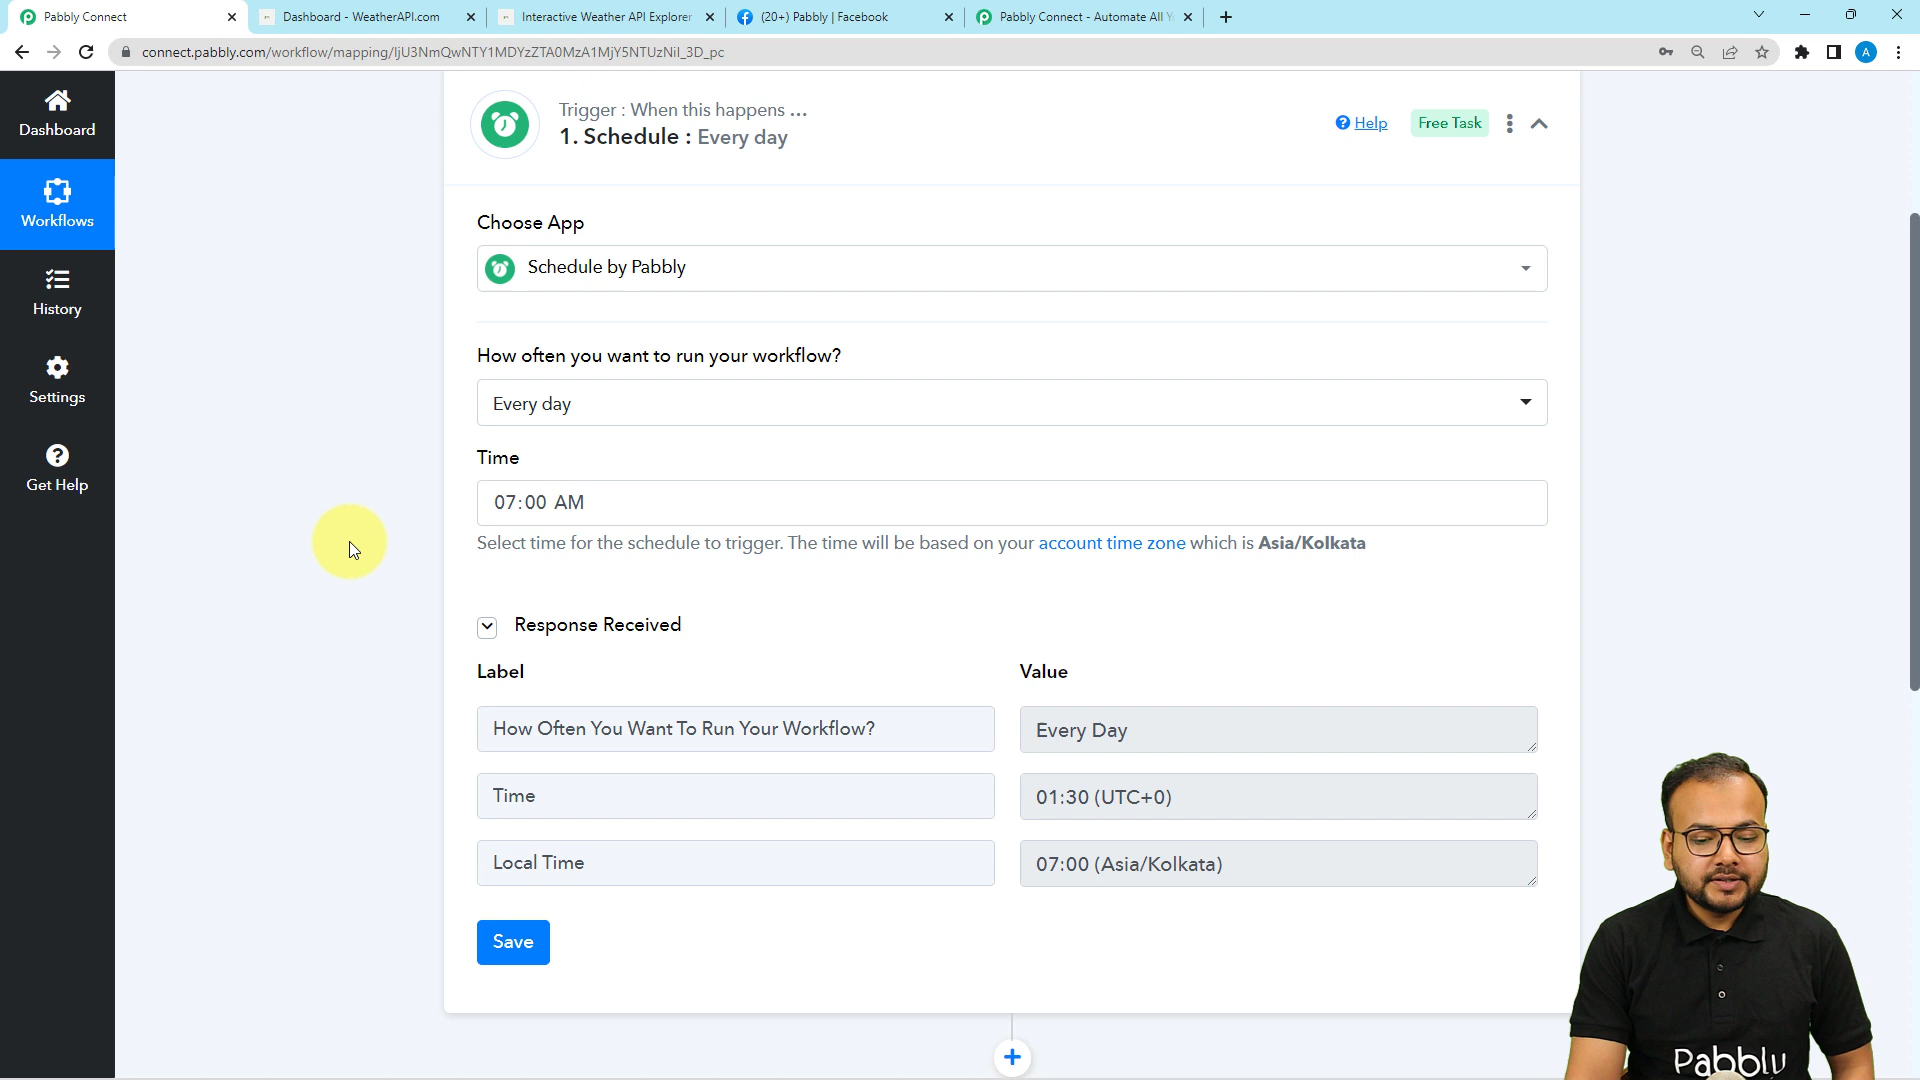 Pabbly Connect
Dashboard - WeatherAPI.com
Interactive Weather API Explorer
(20+) Pabbly | Facebook
Pabbly Connect - Automate All Y
connect.pabbly.com/workflow/mapping/
A
Dashboard
Workflows
History
Settings
Get Help
Trigger : When this happens ...
1. Schedule : Every day
Help
Free Task
Choose App
Schedule by Pabbly
How often you want to run your workflow?
Every day
Time
07:00 AM
Select time for the schedule to trigger. The time will be based on your account time zone which is Asia/Kolkata
Response Received
Label
Value
How Often You Want To Run Your Workflow?
Every Day
Time
01:30 (UTC+0)
Local Time
07:00 (Asia/Kolkata)
Save
Pabbly